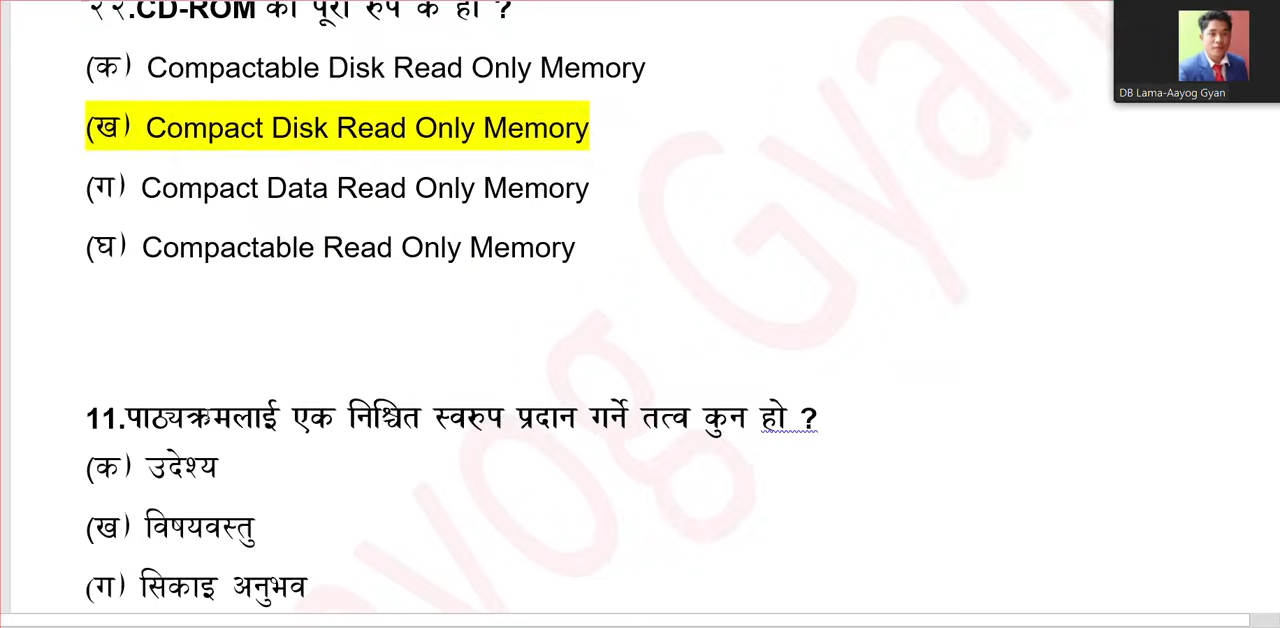 २२.CD-ROM को पूरा रुप के हो ?
(क) Compactable Disk Read Only Memory
(ख) Compact Disk Read Only Memory
(ग) Compact Data Read Only Memory
(घ) Compactable Read Only Memory
11.पाठ्यक्रमलाई एक निश्चित स्वरुप प्रदान गर्ने तत्व कुन हो ?
(क) उदेश्य
(ख) विषयवस्तु
(ग) सिकाइ अनुभव
DB Lama-Aayog Gyan